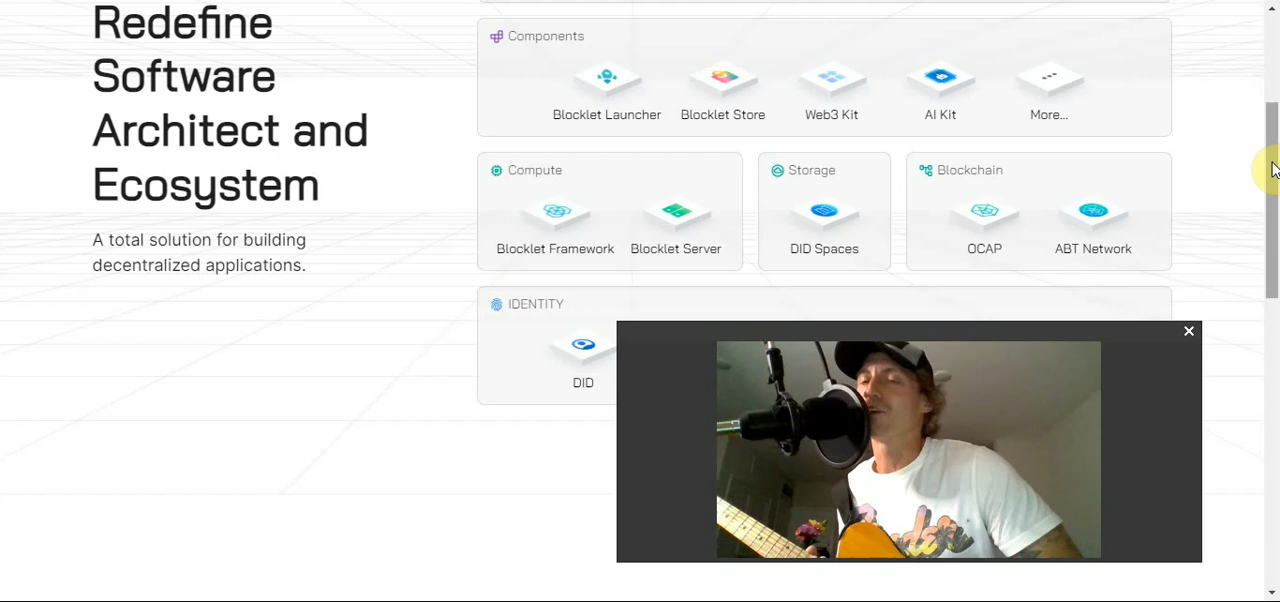 Redefine
Software
Architect and
Ecosystem
A total solution for building
decentralized applications.
Components
Blocklet Launcher
Blocklet Store
Web3 Kit
AI Kit
More...
Compute
Storage
Blockchain
Blocklet Framework
Blocklet Server
DID Spaces
OCAP
ABT Network
IDENTITY
DID